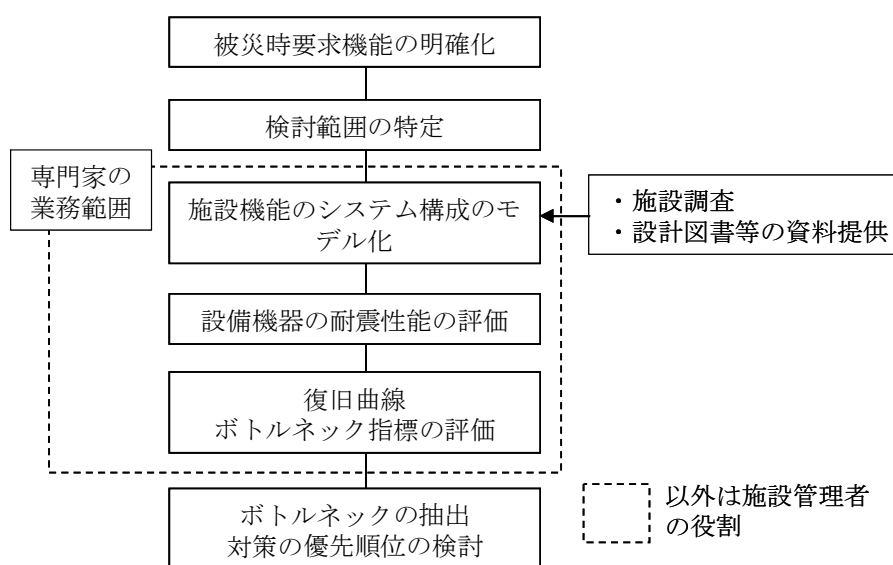 被災時要求機能の明確化
検討範囲の特定
専門家の
業務範囲
施設機能のシステム構成のモ
デル化
・施設調査
・設計図書等の資料提供
設備機器の耐震性能の評価
復旧曲線
ボトルネック指標の評価
ボトルネックの抽出
対策の優先順位の検討
以外は施設管理者
の役割